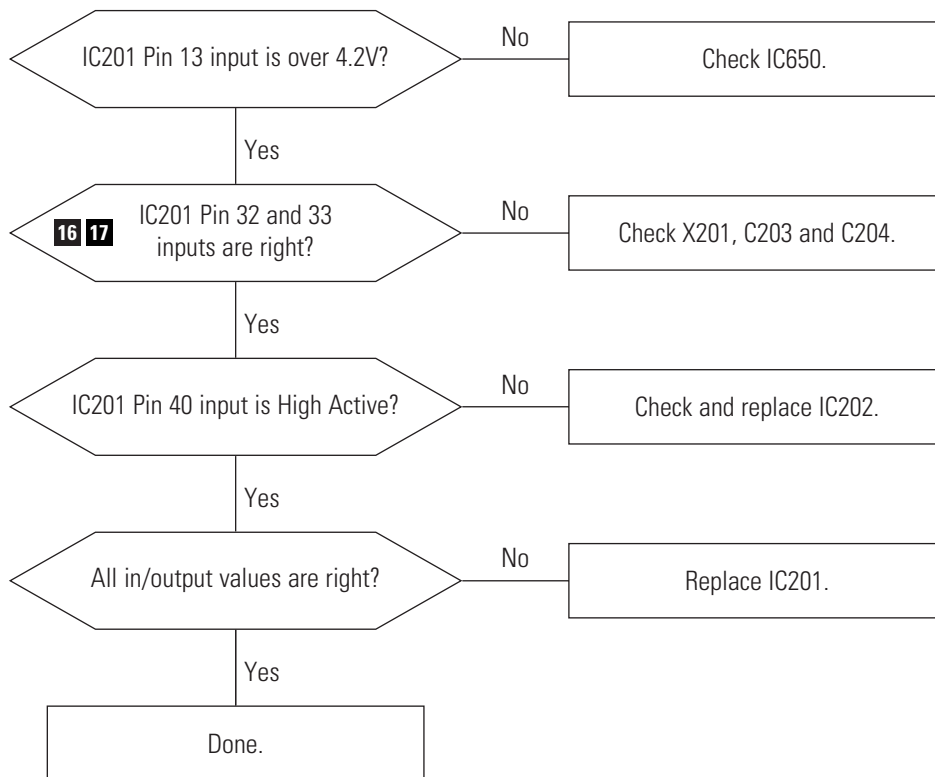 IC201 Pin 13 input is over 4.2V?
No
Check IC650.
Yes
16 17
IC201 Pin 32 and 33
inputs are right?
No
Check X201, C203 and C204.
Yes
IC201 Pin 40 input is High Active?
No
Check and replace IC202.
Yes
All in/output values are right?
No
Replace IC201.
Yes
Done.